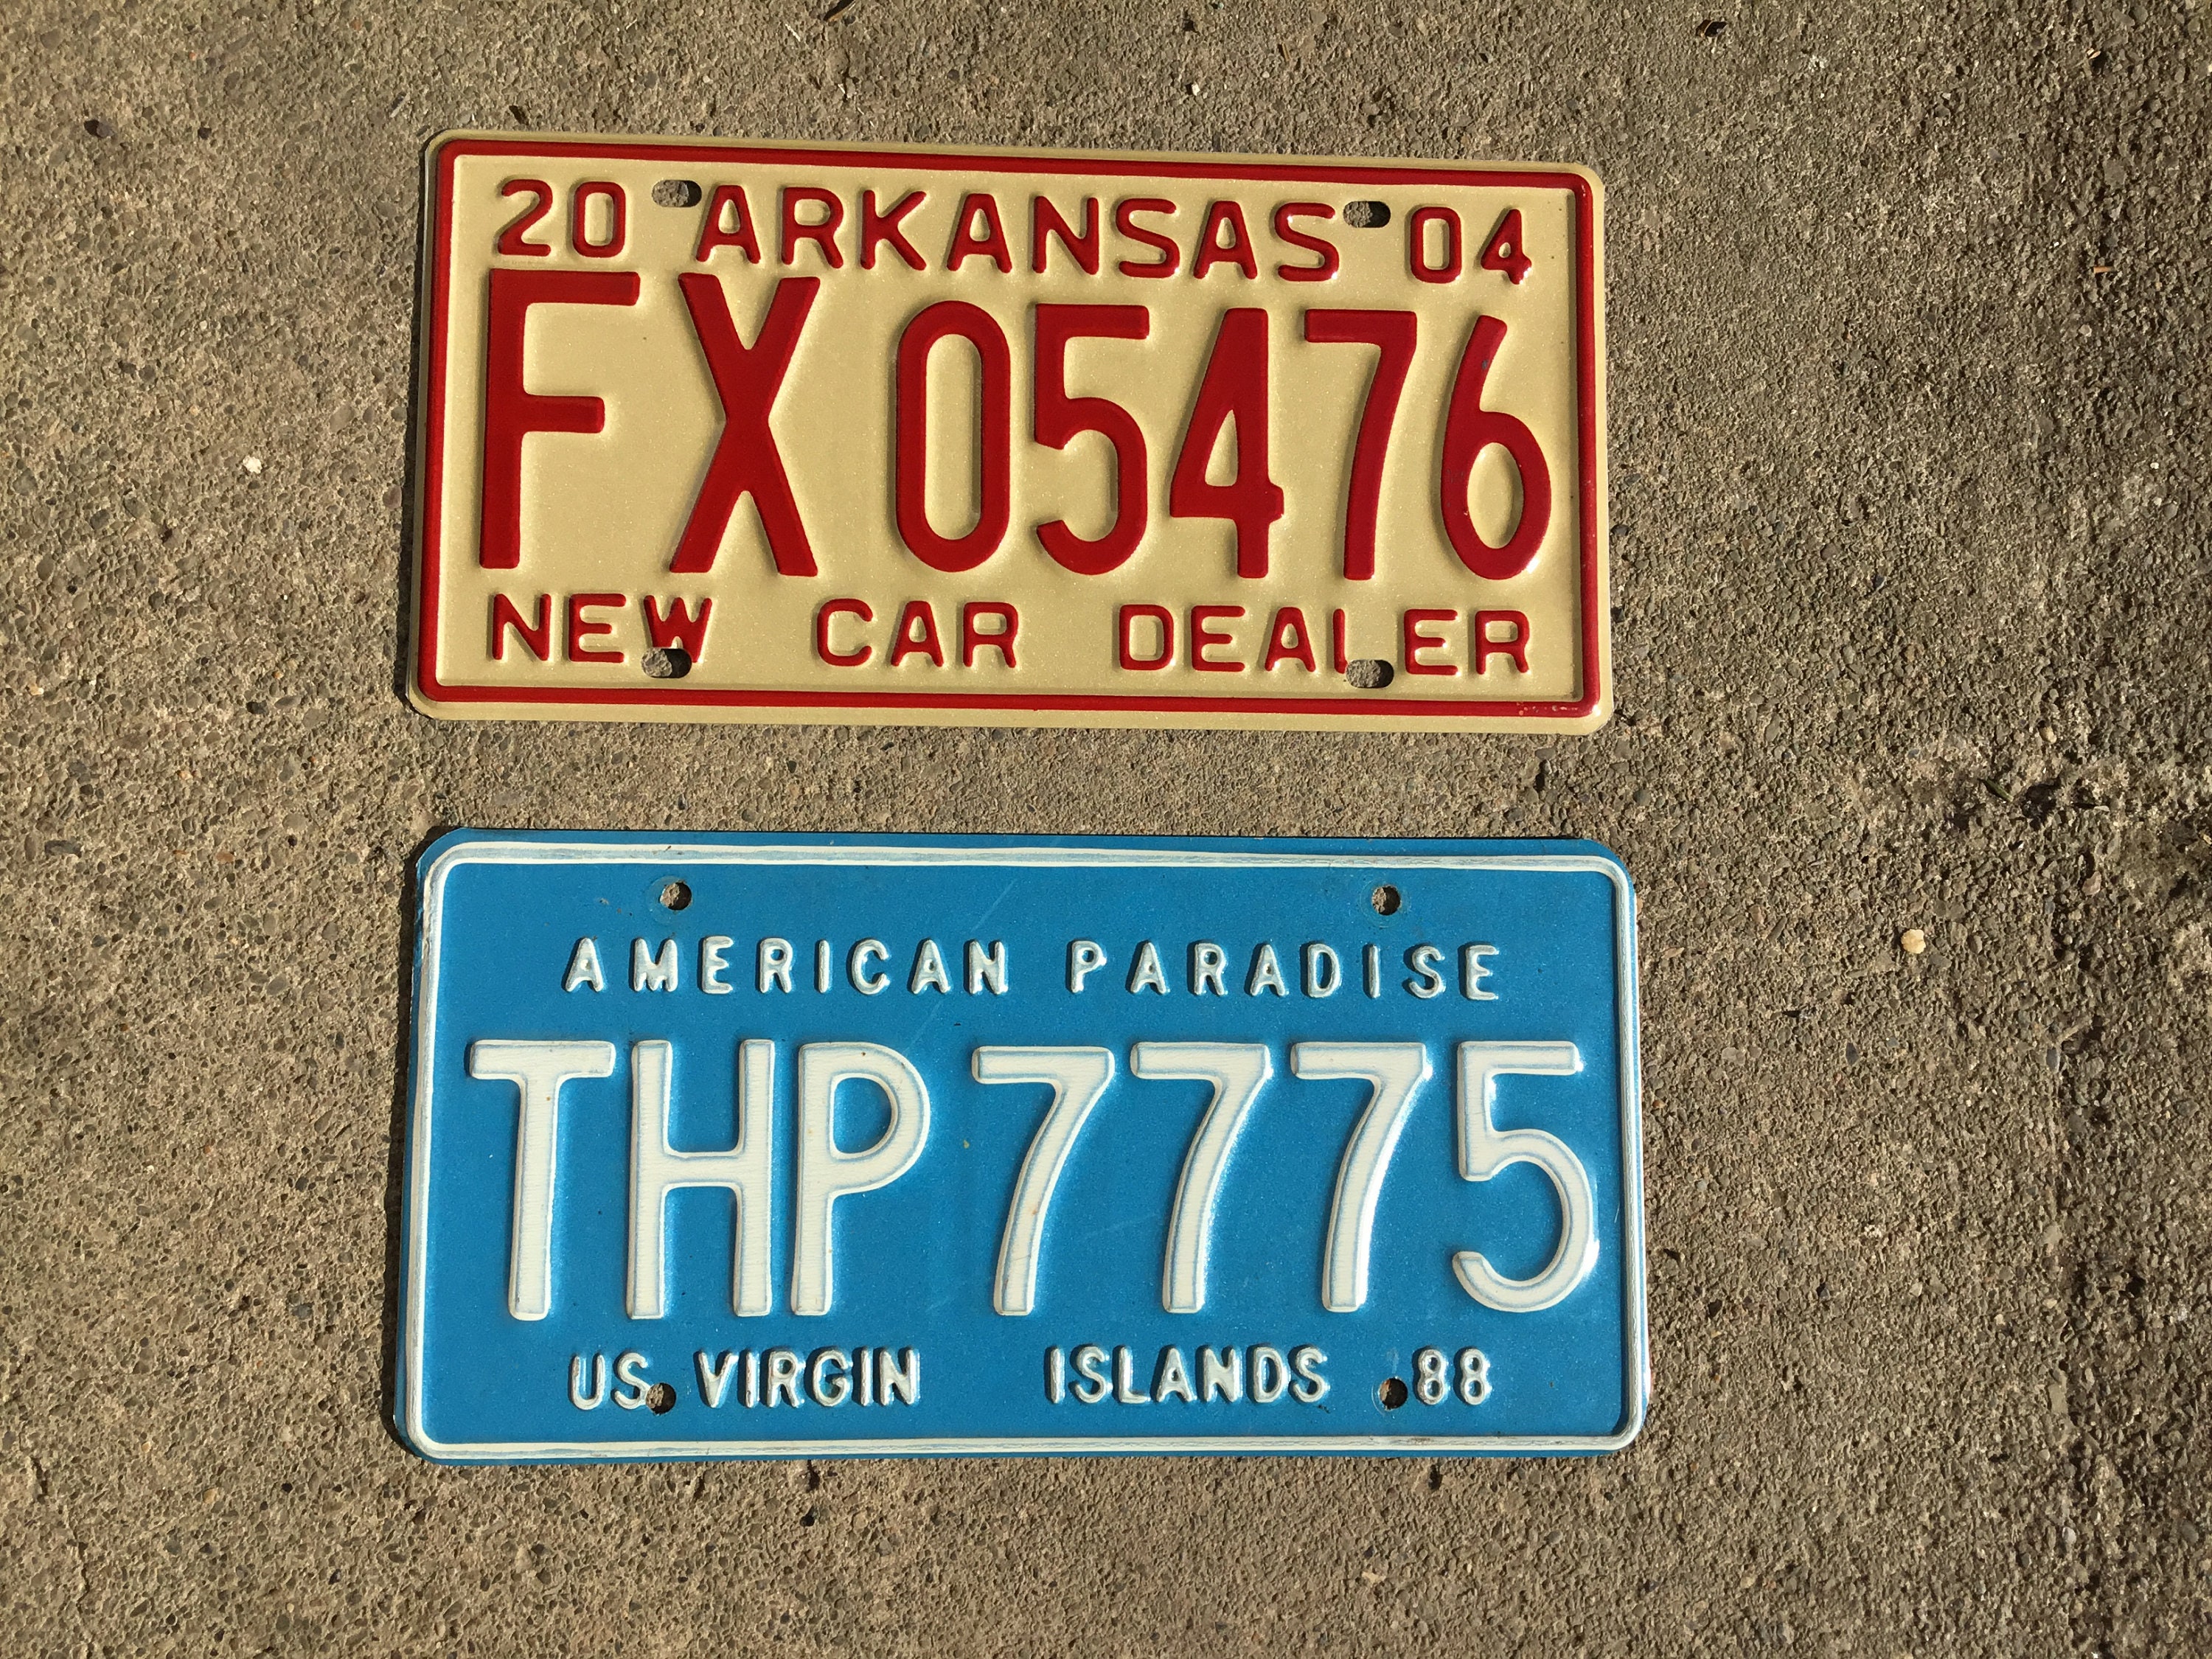 20 ARKANSAS 04
FX 05476
NEW CAR DEALER
AMERICAN PARADISE
THP 7775
US VIRGIN ISLANDS 88